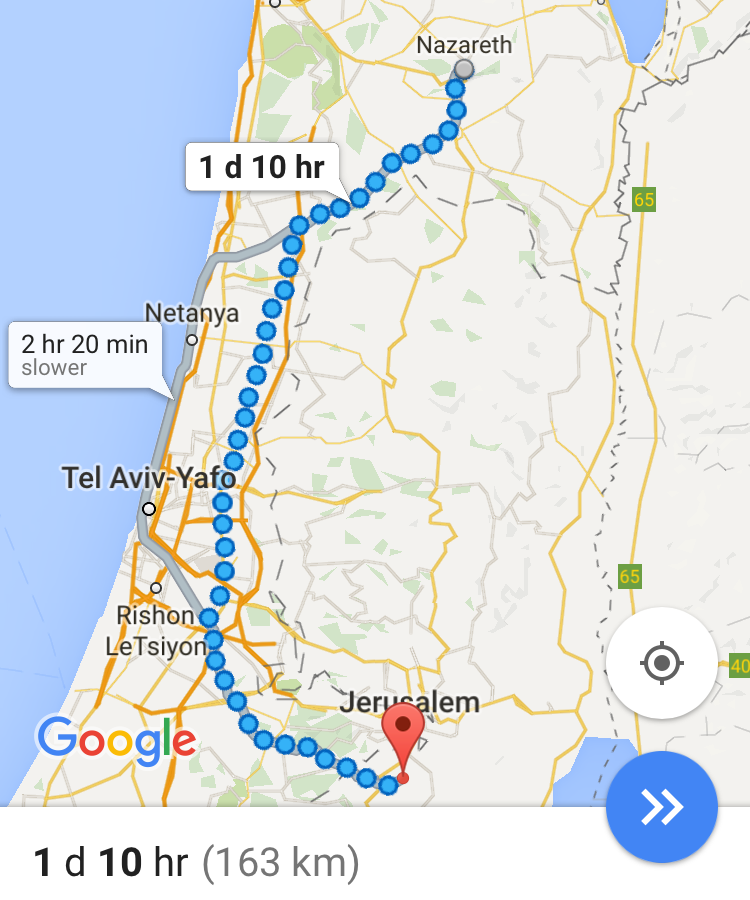 Nazareth
1 d 10 hr
65
Netanya
2 hr 20 min
slower
Tel Aviv-Yafo
65
Rishon
LeTsiyon
40
Jerusalem
Google
1 d 10 hr (163 km)